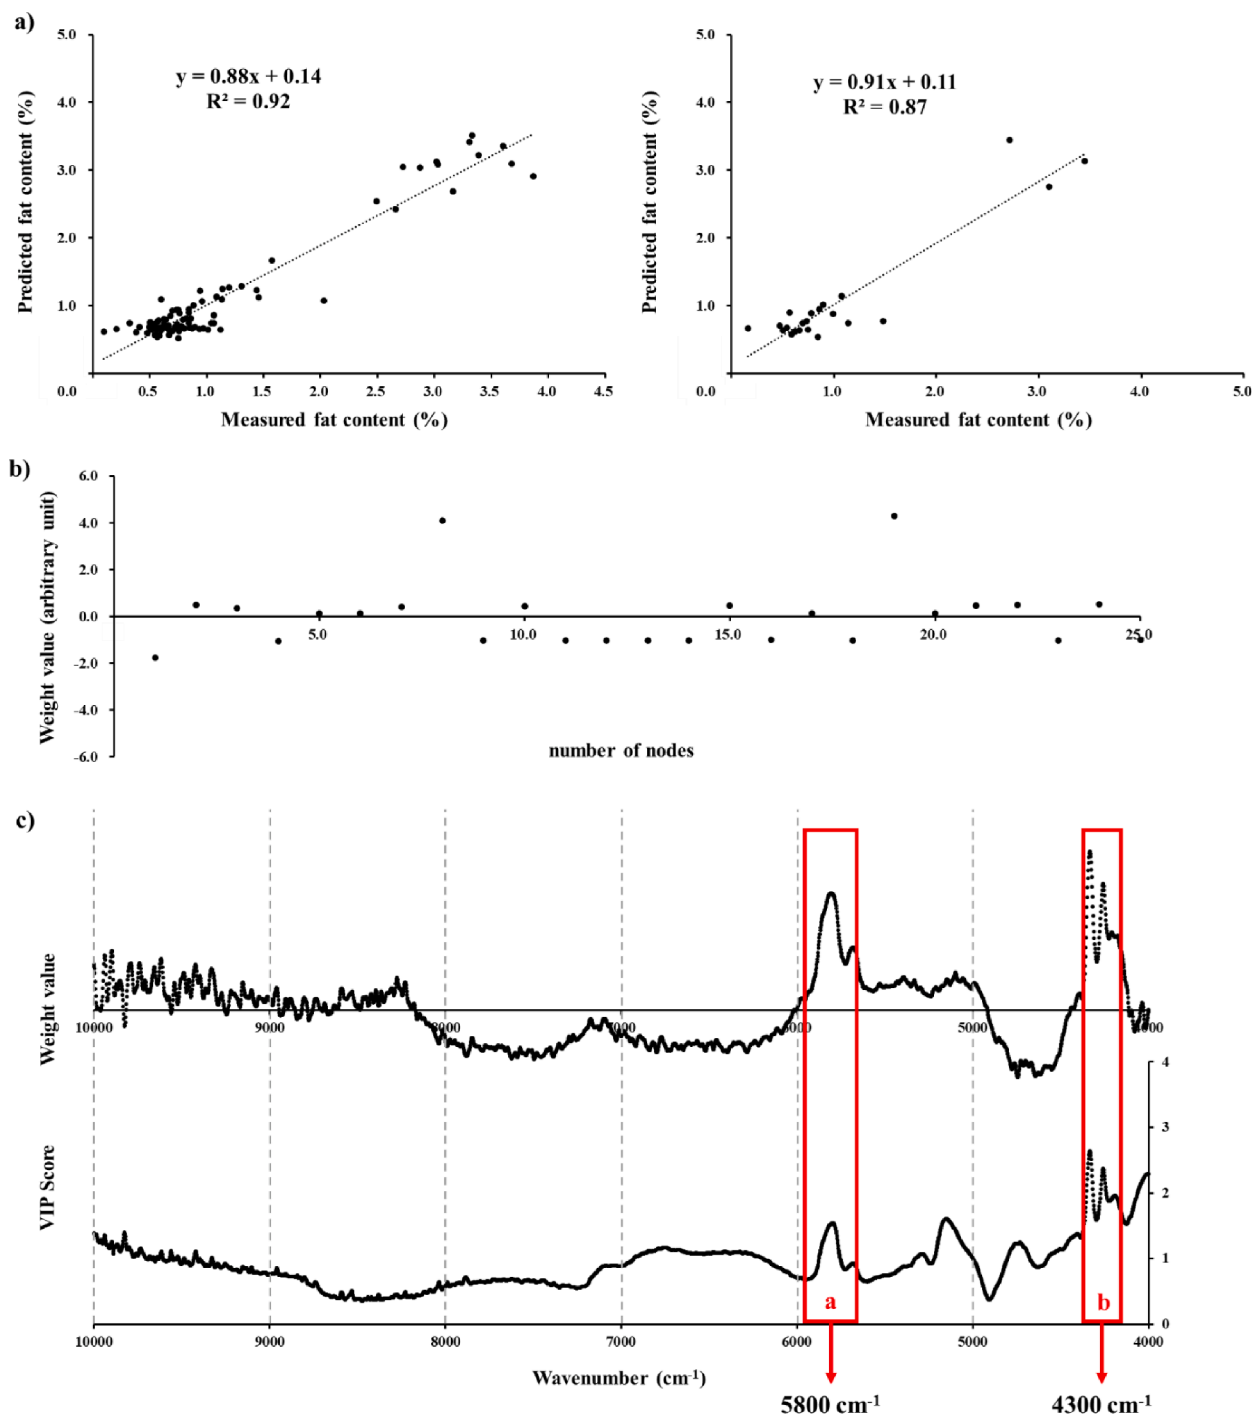 a)
5.0
4.0
3.0
2.0
1.0
0.0
Predicted fat content (%)
y = 0.88x + 0.14
R² = 0.92
0.5 1.0 1.5 2.0 2.5 3.0 3.5 4.0 4.5
Measured fat content (%)
5.0
4.0
3.0
2.0
1.0
0.0
Predicted fat content (%)
y = 0.91x + 0.11
R² = 0.87
1.0 2.0 3.0 4.0 5.0
Measured fat content (%)
b)
6.0
4.0
2.0
0.0
-2.0
-4.0
-6.0
Weight value (arbitrary unit)
5.0 10.0 15.0 20.0 25.0
number of nodes
c)
Weight value
10000 9000 8000 7000 6000 5000 4000
4
3
2
1
0
VIP Score
a
b
10000 9000 8000 7000 6000 5000 4000
Wavenumber (cm-1)
5800 cm-1
4300 cm-1